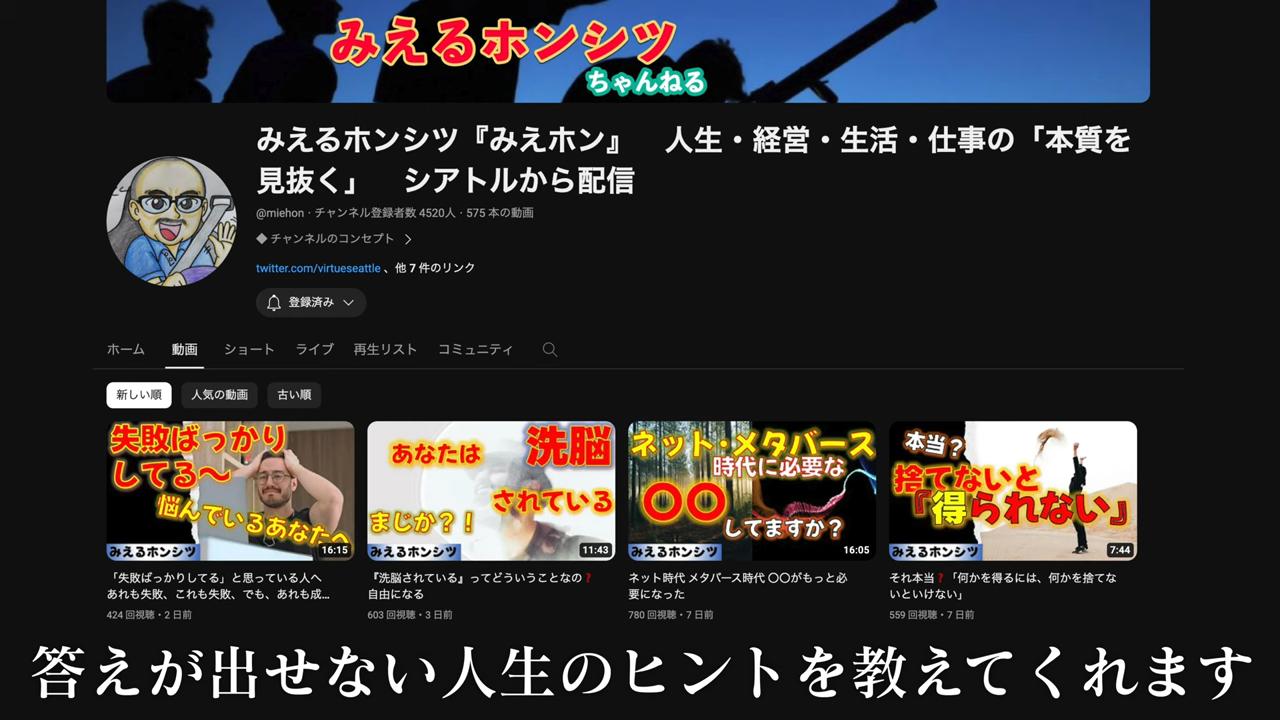 みえるホンシツ
ちゃんねる
みえるホンシツ『みえホン』　人生・経営・生活・仕事の「本質を
見抜く」　シアトルから配信
@miehon · チャンネル登録者数 4520人 · 575 本の動画
◆ チャンネルのコンセプト
twitter.com/virtueseattle 、他 7 件のリンク
登録済み
ホーム 動画 ショート ライブ 再生リスト コミュニティ
新しい順 人気の動画 古い順
失敗ばっかり
してる〜
悩んでいるあなたへ
みえるホンシツ
16:15
あなたは
洗脳
されている
まじか？！
みえるホンシツ
11:43
ネット・メタバース
時代に必要な
〇〇
してますか？
みえるホンシツ
16:05
本当？
捨てないと
『得られない』
みえるホンシツ
7:44
「失敗ばっかりしてる」と思っている人へ
あれも失敗、これも失敗、でも、あれも成...
424 回視聴・2 日前
『洗脳されている』ってどういうことなの❓
自由になる
603 回視聴・3 日前
ネット時代 メタバース時代 〇〇がもっと必
要になった
780 回視聴・7 日前
それ本当❓「何かを得るには、何かを捨てな
いといけない」
559 回視聴・7 日前
答えが出せない人生のヒントを教えてくれます